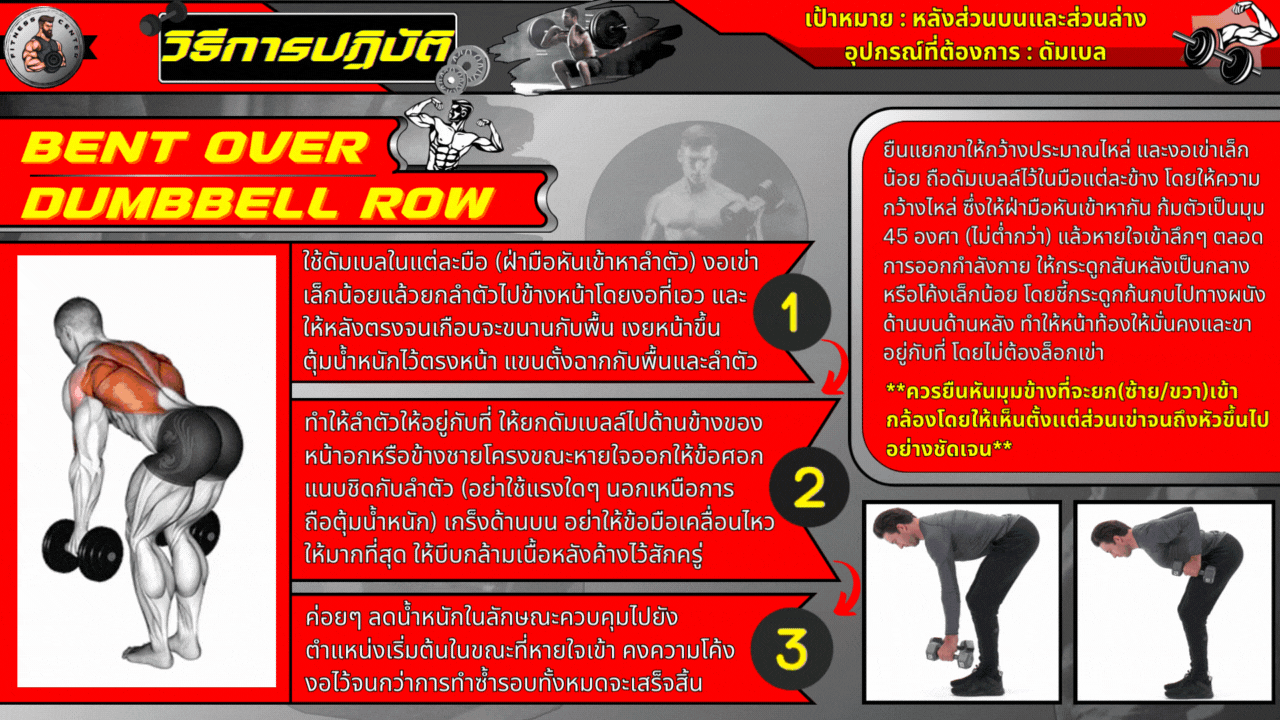 FITNESS CENTER
วิธีการปฏิบัติ
เป้าหมาย : หลังส่วนบนและส่วนล่าง
อุปกรณ์ที่ต้องการ : ดัมเบล
BENT OVER
DUMBBELL ROW
ใช้ดัมเบลในแต่ละมือ (ฝ่ามือหันเข้าหาลำตัว) งอเข่า
เล็กน้อยแล้วยกลำตัวไปข้างหน้าโดยงอที่เอว และ
ให้หลังตรงจนเกือบจะขนานกับพื้น เงยหน้าขึ้น
ตุ้มน้ำหนักไว้ตรงหน้า แขนตั้งฉากกับพื้นและลำตัว
1
ทำให้ลำตัวให้อยู่กับที่ ให้ยกดัมเบลล์ไปด้านข้างของ
หน้าอกหรือข้างชายโครงขณะหายใจออกให้ข้อศอก
แนบชิดกับลำตัว (อย่าใช้แรงใดๆ นอกเหนือการ
ถือตุ้มน้ำหนัก) เกร็งด้านบน อย่าให้ข้อมือเคลื่อนไหว
ให้มากที่สุด ให้บีบกล้ามเนื้อหลังค้างไว้สักครู่
2
ค่อยๆ ลดน้ำหนักในลักษณะควบคุมไปยัง
ตำแหน่งเริ่มต้นในขณะที่หายใจเข้า คงความโค้ง
งอไว้จนกว่าการทำซ้ำรอบทั้งหมดจะเสร็จสิ้น
3
ยืนแยกขาให้กว้างประมาณไหล่ และงอเข่าเล็ก
น้อย ถือดัมเบลล์ไว้ในมือแต่ละข้าง โดยให้ความ
กว้างไหล่ ซึ่งให้ฝ่ามือหันเข้าหากัน ก้มตัวเป็นมุม
45 องศา (ไม่ต่ำกว่า) แล้วหายใจเข้าลึกๆ ตลอด
การออกกำลังกาย ให้กระดูกสันหลังเป็นกลาง
หรือโค้งเล็กน้อย โดยชี้กระดูกก้นกบไปทางผนัง
ด้านบนด้านหลัง ทำให้หน้าท้องให้มั่นคงและขา
อยู่กับที่ โดยไม่ต้องล็อกเข่า
**ควรยืนหันมุมข้างที่จะยก(ซ้าย/ขวา)เข้า
กล้องโดยให้เห็นตั้งแต่ส่วนเข่าจนถึงหัวขึ้นไป
อย่างชัดเจน**